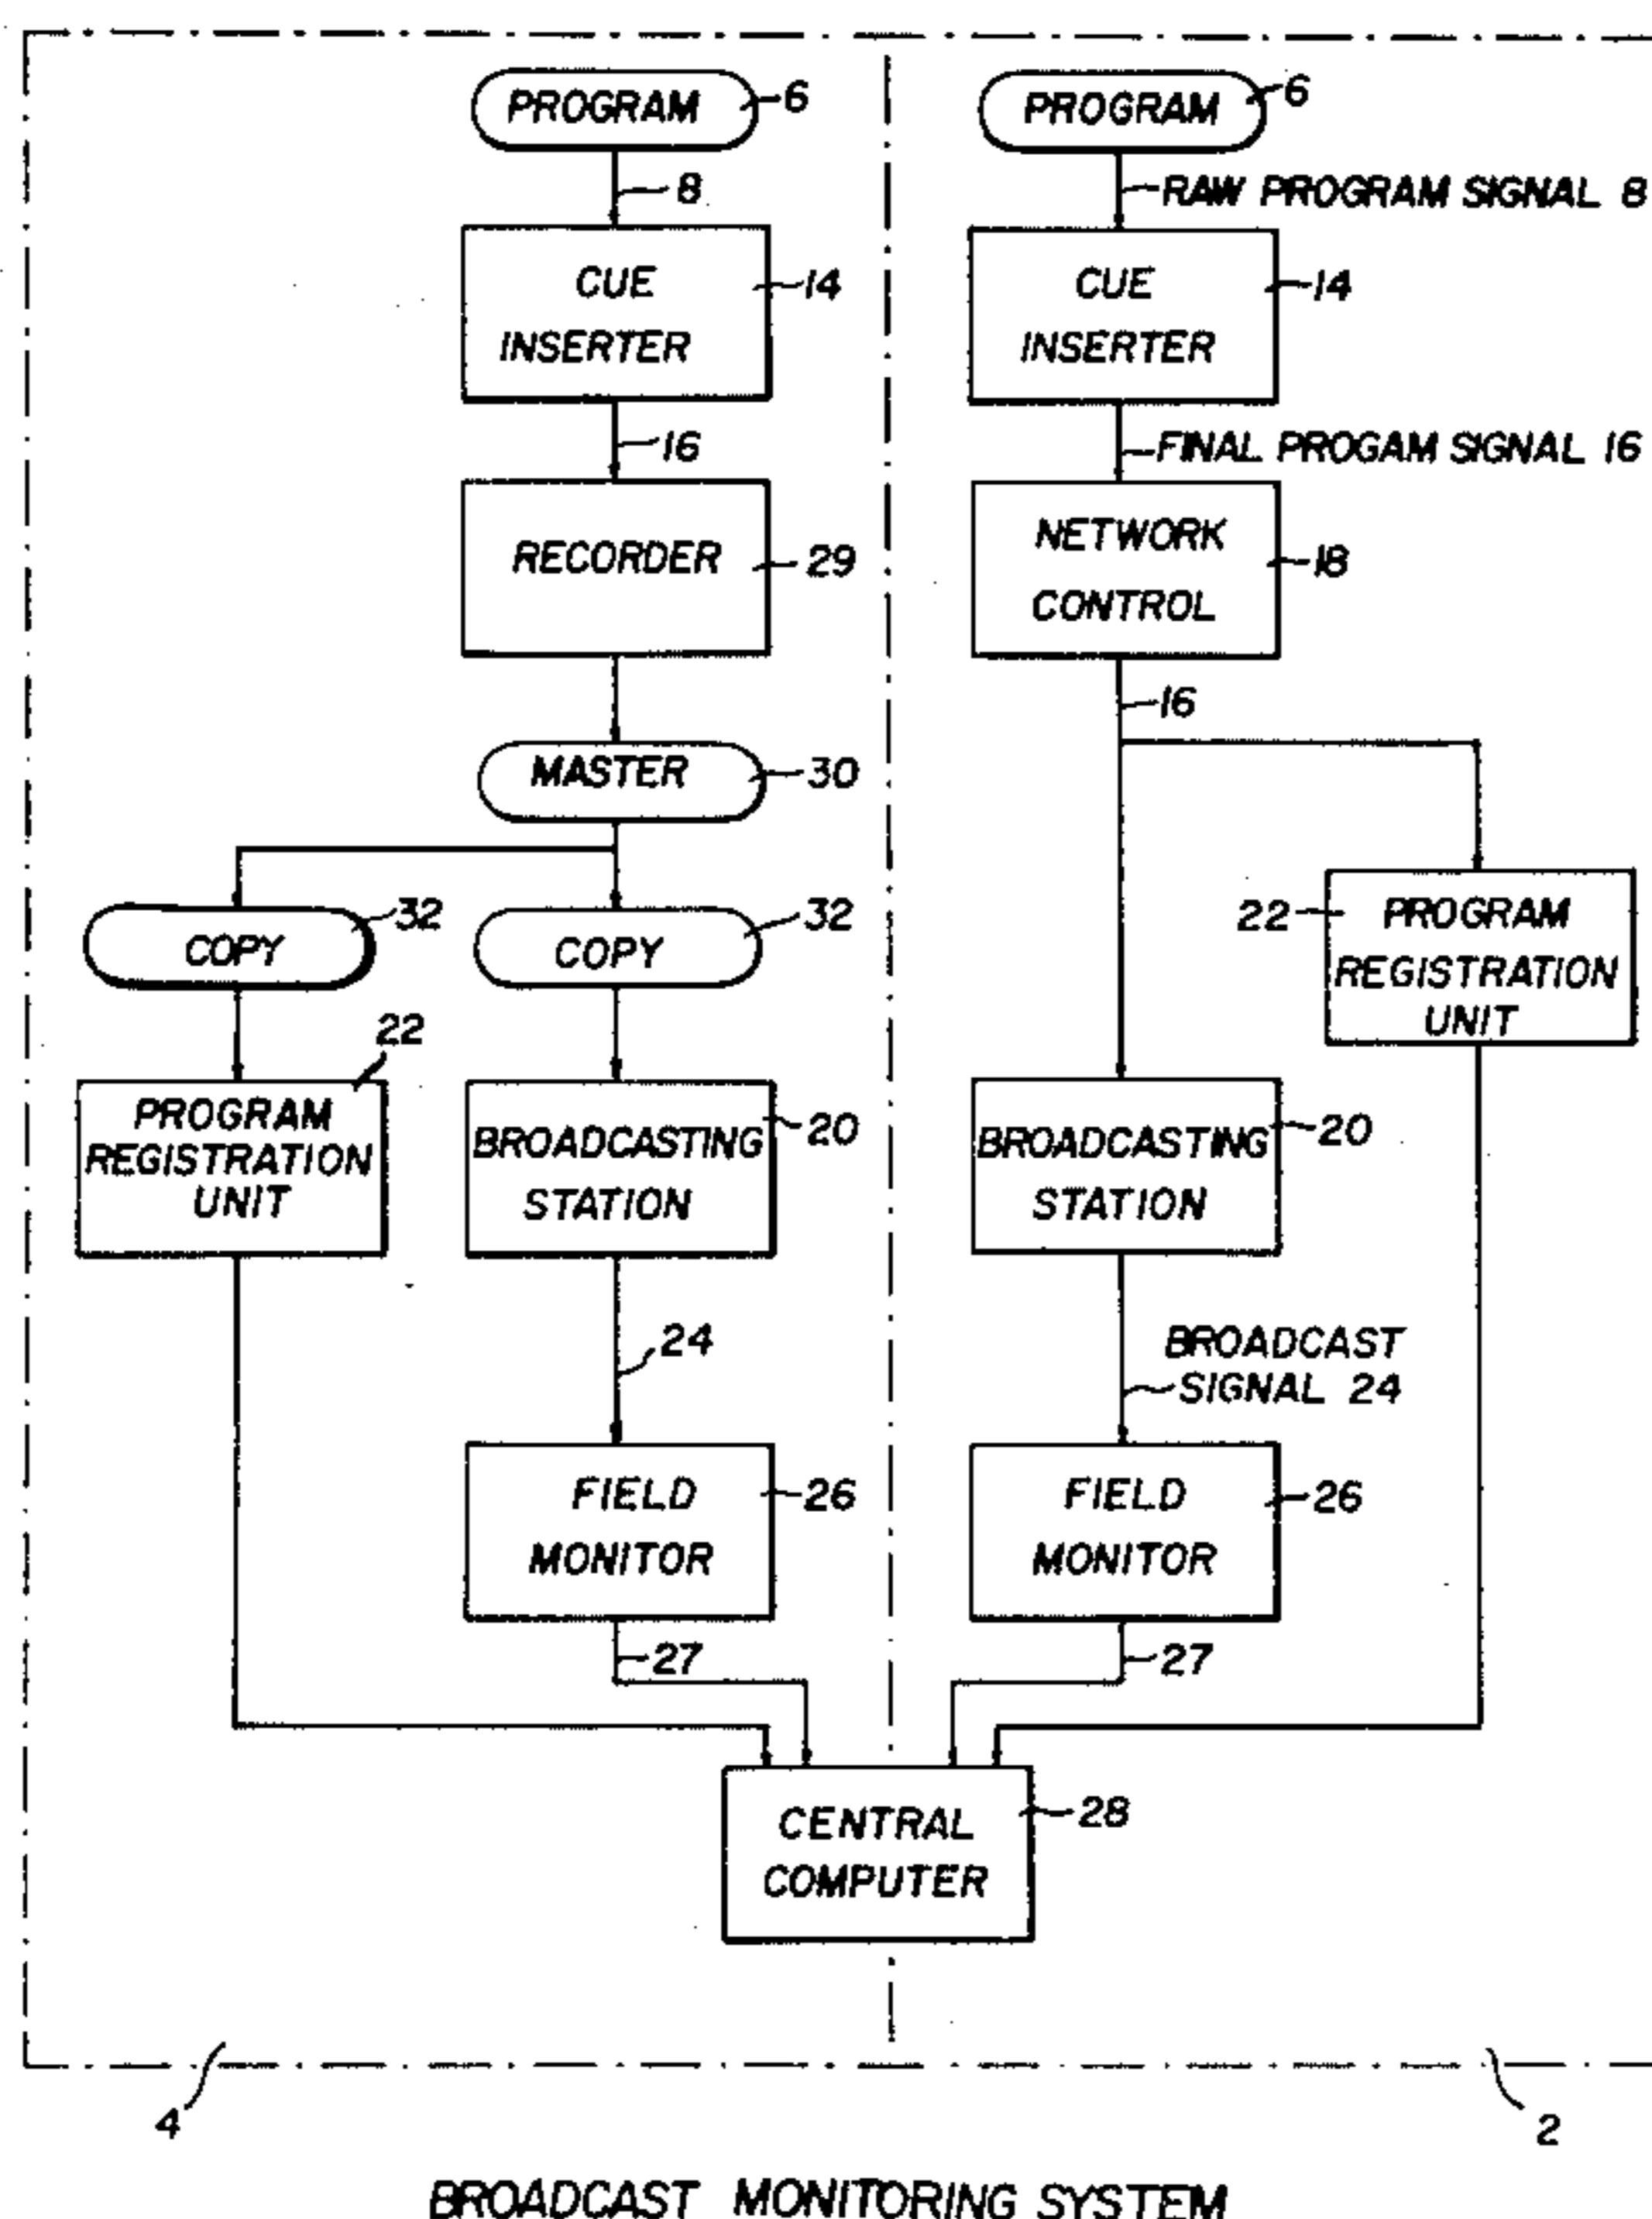 PROGRAM 6
8
CUE
INSERTER
14
16
RECORDER 29
MASTER 30
COPY 32
COPY 32
22
PROGRAM
REGISTRATION
UNIT
BROADCASTING
STATION
20
24
FIELD
MONITOR
26
27
PROGRAM 6
RAW PROGRAM SIGNAL 8
CUE
INSERTER
14
FINAL PROGAM SIGNAL 16
NETWORK
CONTROL
18
16
22
PROGRAM
REGISTRATION
UNIT
BROADCASTING
STATION
20
BROADCAST
SIGNAL 24
FIELD
MONITOR
26
27
CENTRAL
COMPUTER
28
4
2
BROADCAST MONITORING SYSTEM